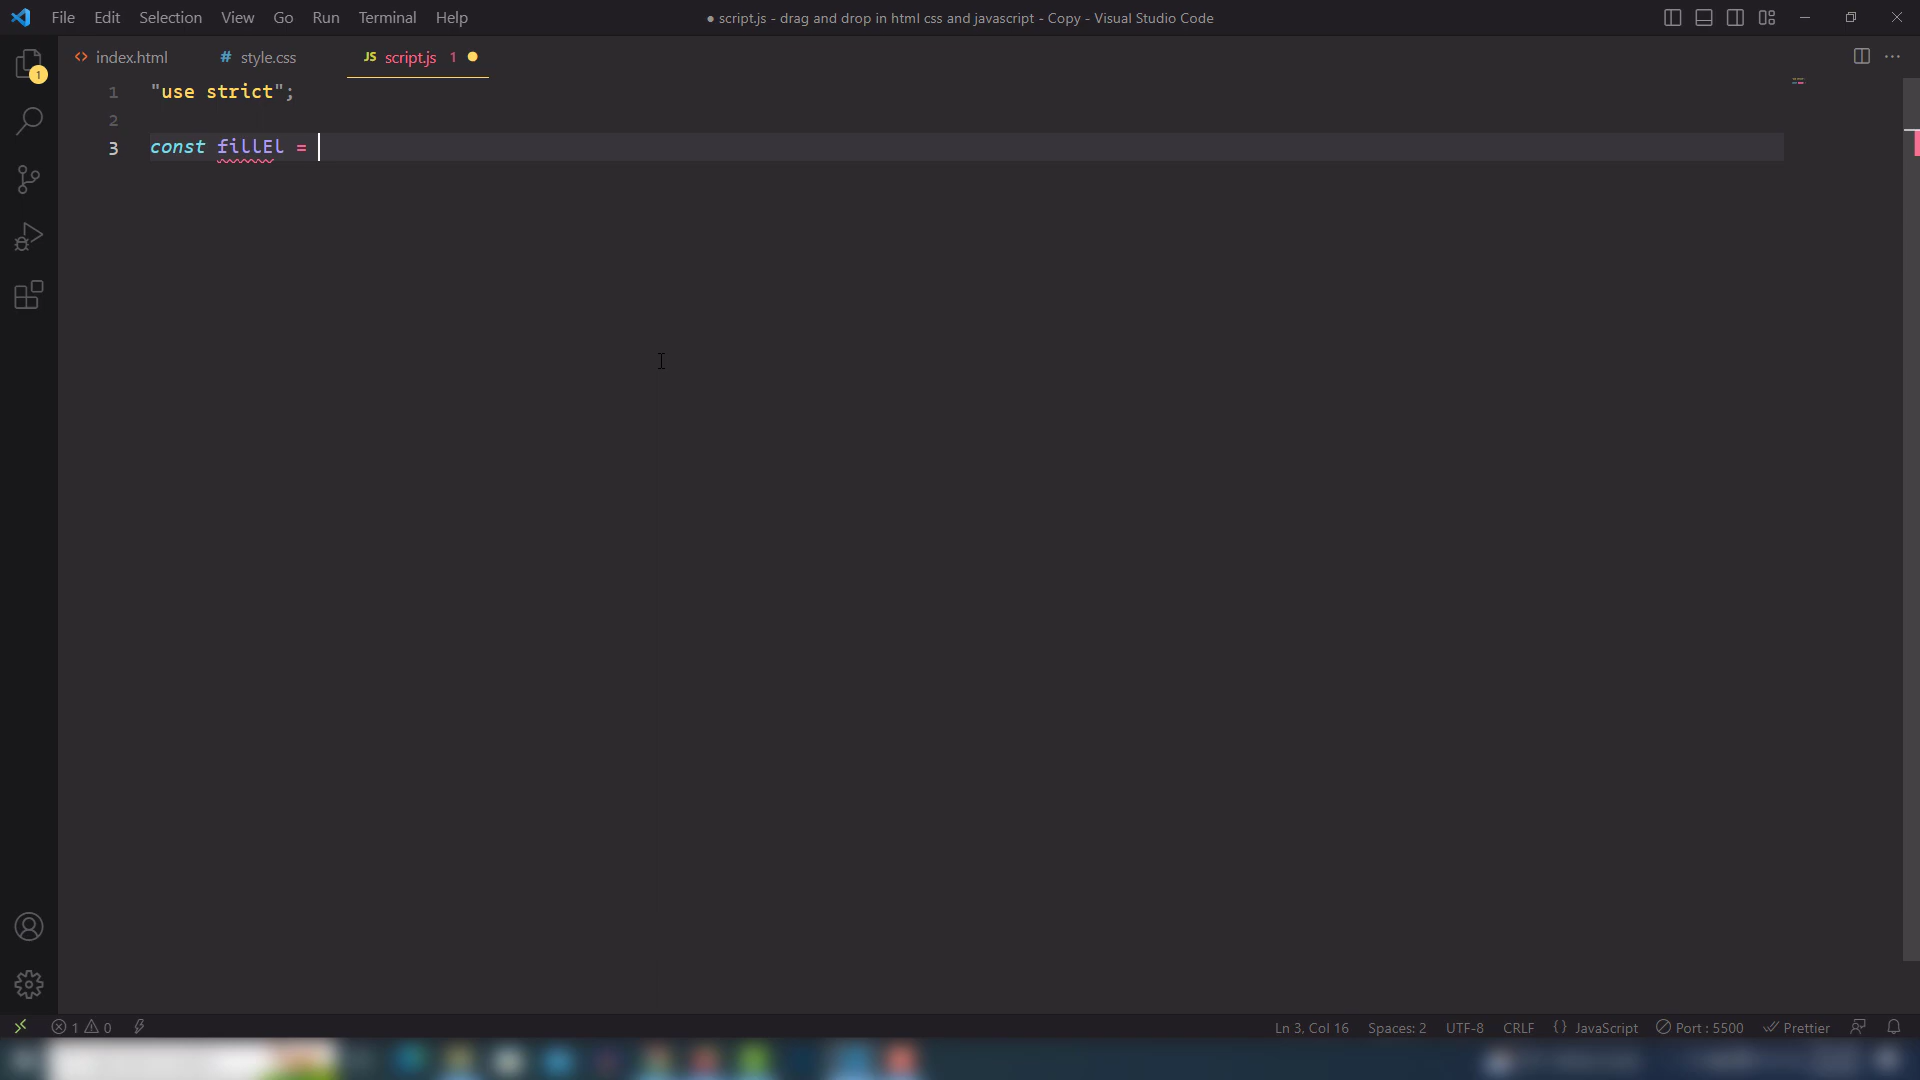 File Edit Selection View Go Run Terminal Help
● script.js - drag and drop in html css and javascript - Copy - Visual Studio Code
1
<> index.html
# style.css
JS script.js 1
1 "use strict";
2
3 const fillEl =
1 0
Ln 3, Col 16 Spaces: 2 UTF-8 CRLF {} JavaScript Port : 5500 Prettier